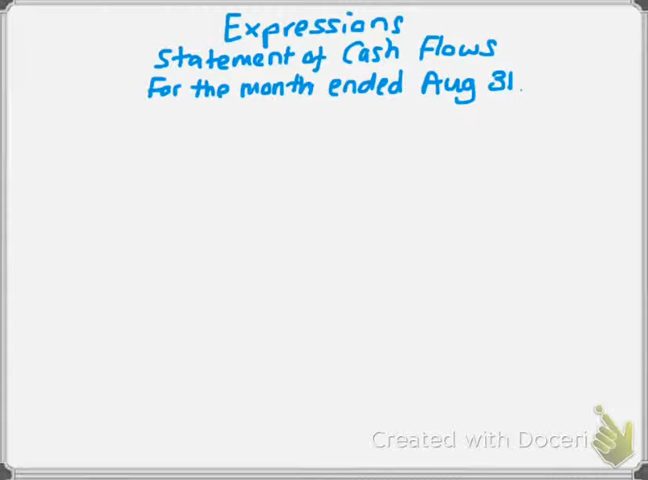 Expressions
Statement of Cash Flows
For the month ended Aug 31.
Created with Doceri